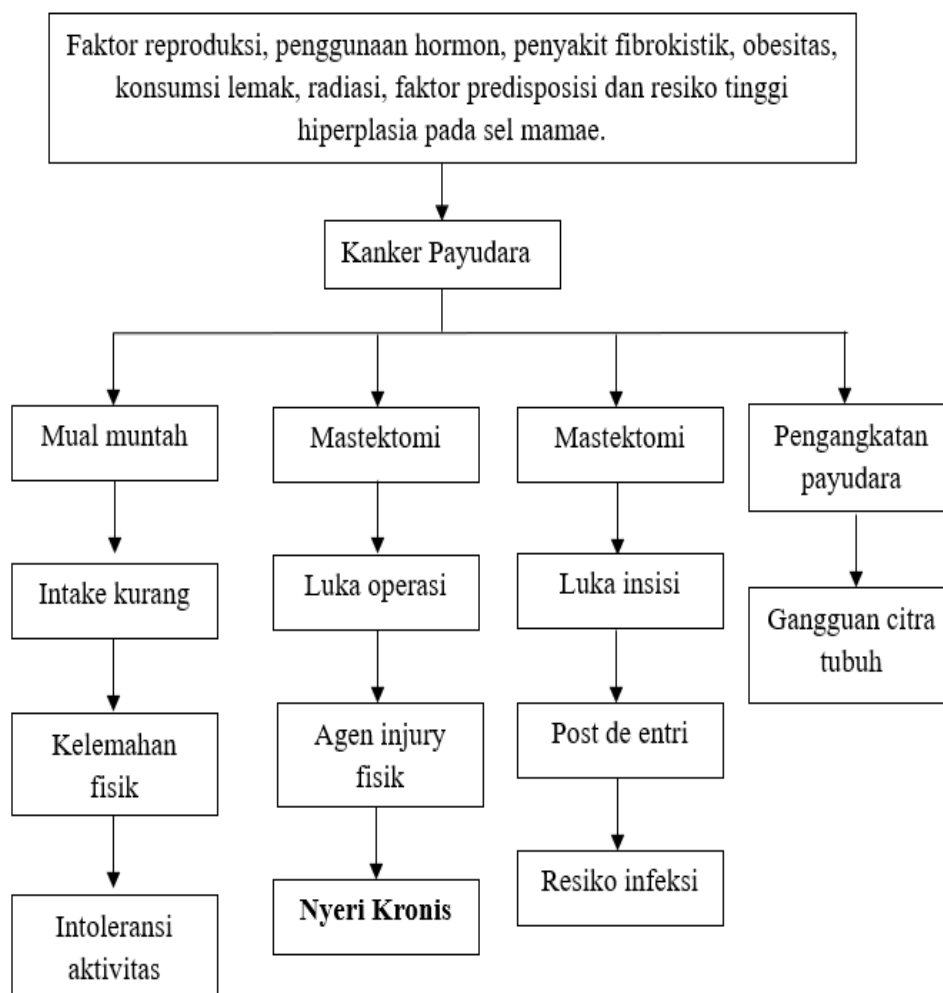 Faktor reproduksi, penggunaan hormon, penyakit fibrokistik, obesitas,
konsumsi lemak, radiasi, faktor predisposisi dan resiko tinggi
hiperplasia pada sel mamae.
Kanker Payudara
Mual muntah
Intake kurang
Kelemahan
fisik
Intoleransi
aktivitas
Mastektomi
Luka operasi
Agen injury
fisik
Nyeri Kronis
Mastektomi
Luka insisi
Post de entri
Resiko infeksi
Pengangkatan
payudara
Gangguan citra
tubuh